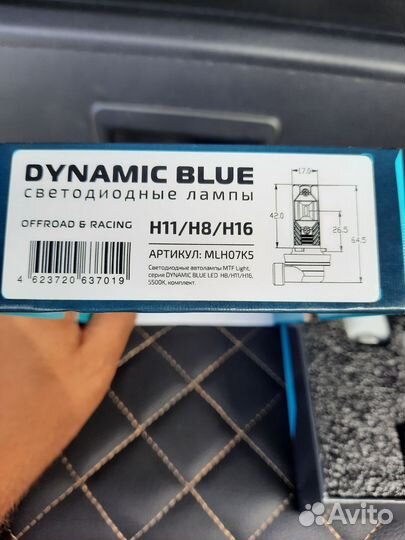 DYNAMIC BLUE
светодиодные лампы
OFFROAD & RACING
H11/H8/H16
АРТИКУЛ: MLH07K5
Светодиодные автолампы MTF Light,
серия DYNAMIC BLUE LED H8/H11/H16,
5500K, комплект.
4 623720 637019
17.0
42.0
26.5
64.5
Avito